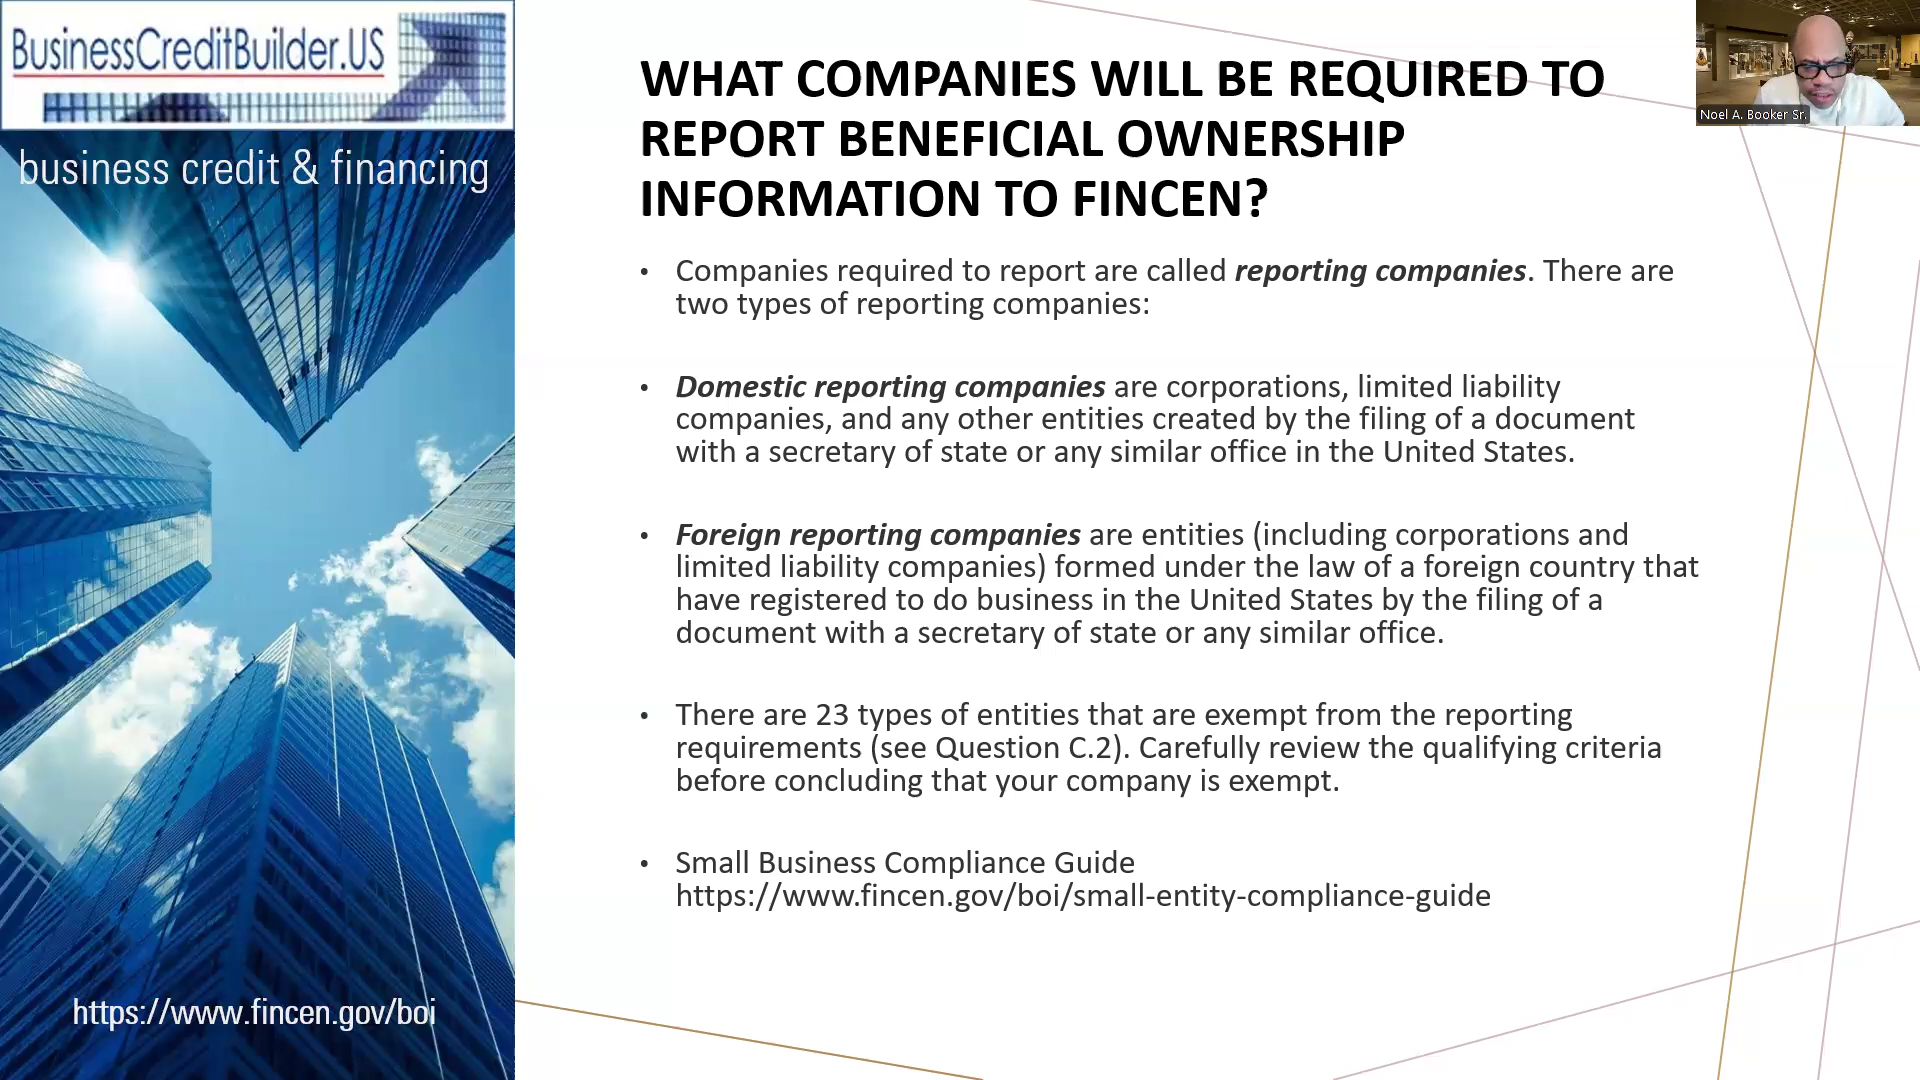 BusinessCreditBuilder.US
business credit & financing
https://www.fincen.gov/boi
WHAT COMPANIES WILL BE REQUIRED TO
REPORT BENEFICIAL OWNERSHIP
INFORMATION TO FINCEN?
• Companies required to report are called reporting companies. There are
two types of reporting companies:
• Domestic reporting companies are corporations, limited liability
companies, and any other entities created by the filing of a document
with a secretary of state or any similar office in the United States.
• Foreign reporting companies are entities (including corporations and
limited liability companies) formed under the law of a foreign country that
have registered to do business in the United States by the filing of a
document with a secretary of state or any similar office.
• There are 23 types of entities that are exempt from the reporting
requirements (see Question C.2). Carefully review the qualifying criteria
before concluding that your company is exempt.
• Small Business Compliance Guide
https://www.fincen.gov/boi/small-entity-compliance-guide
Noel A. Booker Sr.